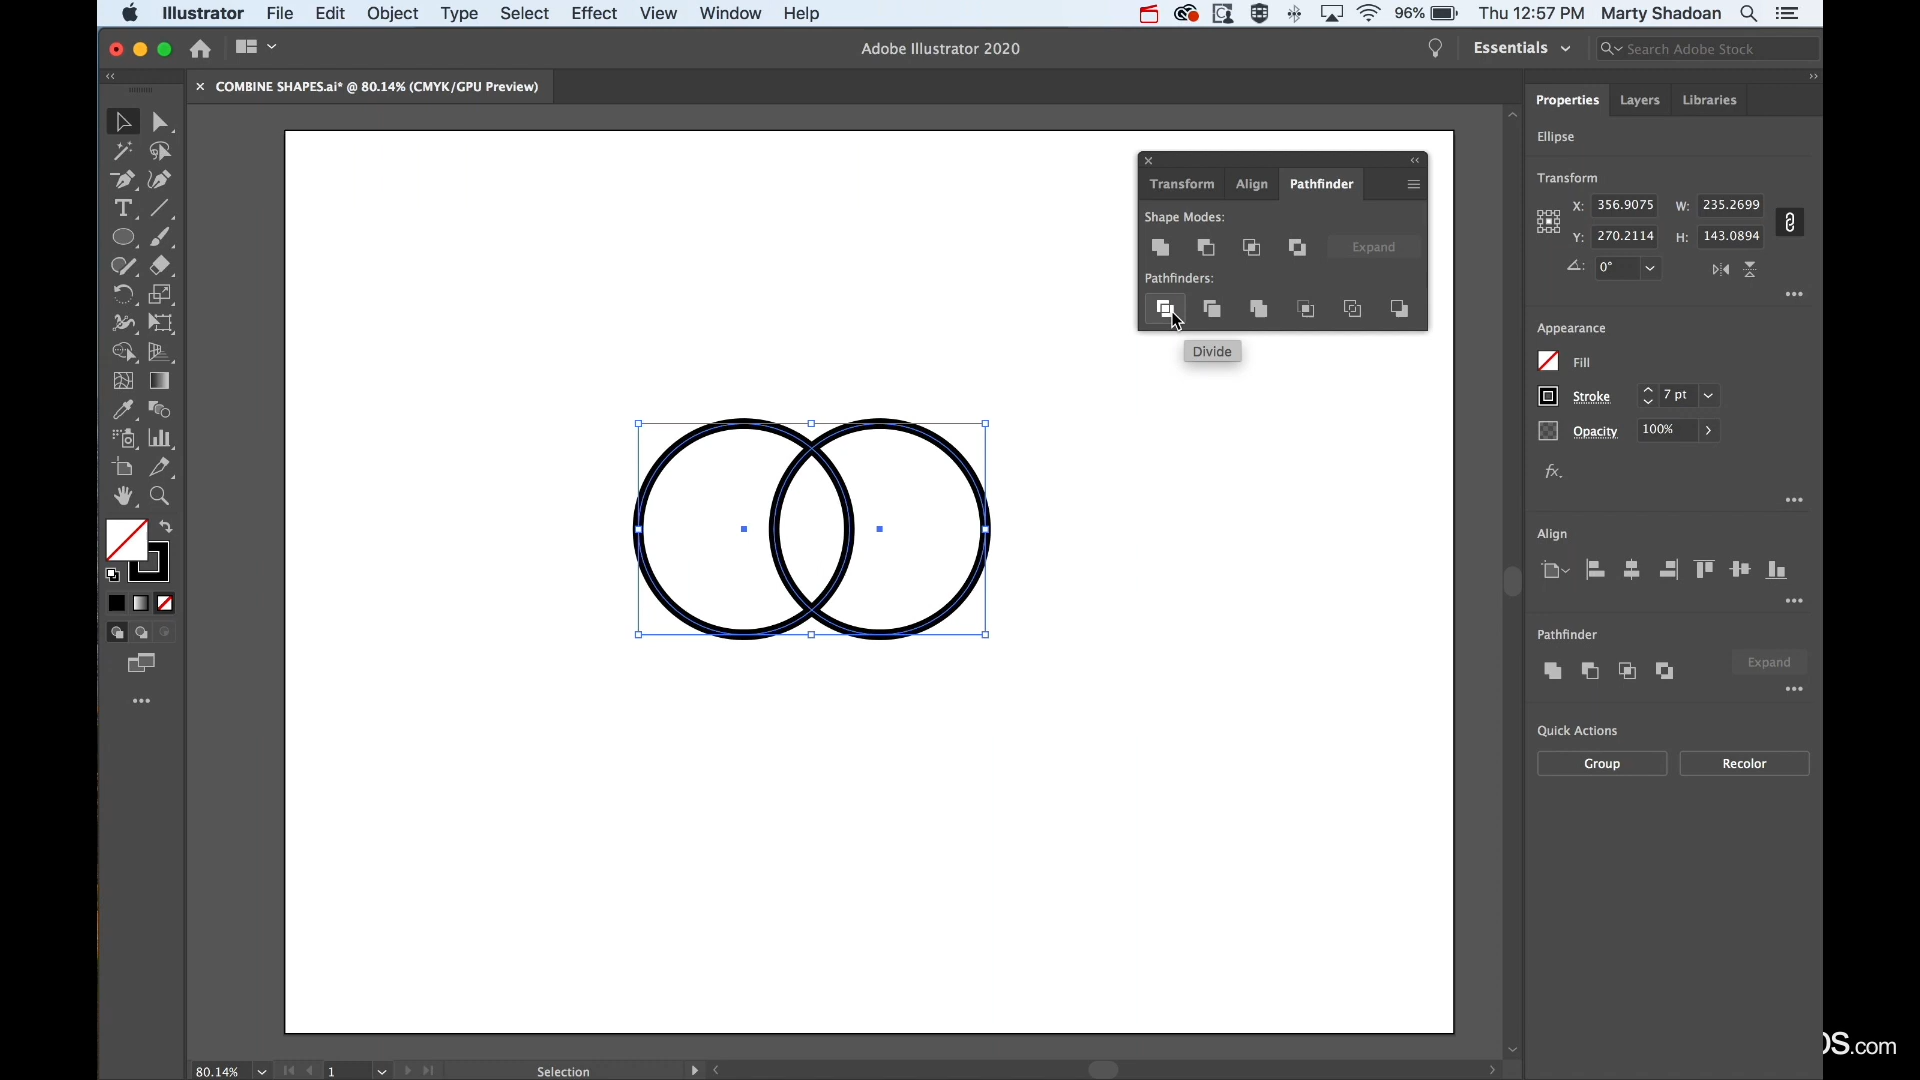 Illustrator File Edit Object Type Select Effect View Window Help 96% Thu 12:57 PM Marty Shadoan
Adobe Illustrator 2020
Essentials
Search Adobe Stock
COMBINE SHAPES.ai* @ 80.14% (CMYK/GPU Preview)
Properties Layers Libraries
Ellipse
Transform
X: 356.9075 W: 235.2699
Y: 270.2114 H: 143.0894
0°
Appearance
Fill
Stroke 7 pt
Opacity 100%
fx.
Align
Pathfinder
Expand
Quick Actions
Group Recolor
Transform Align Pathfinder
Shape Modes:
Expand
Pathfinders:
Divide
80.14% 1 Selection
OS.com